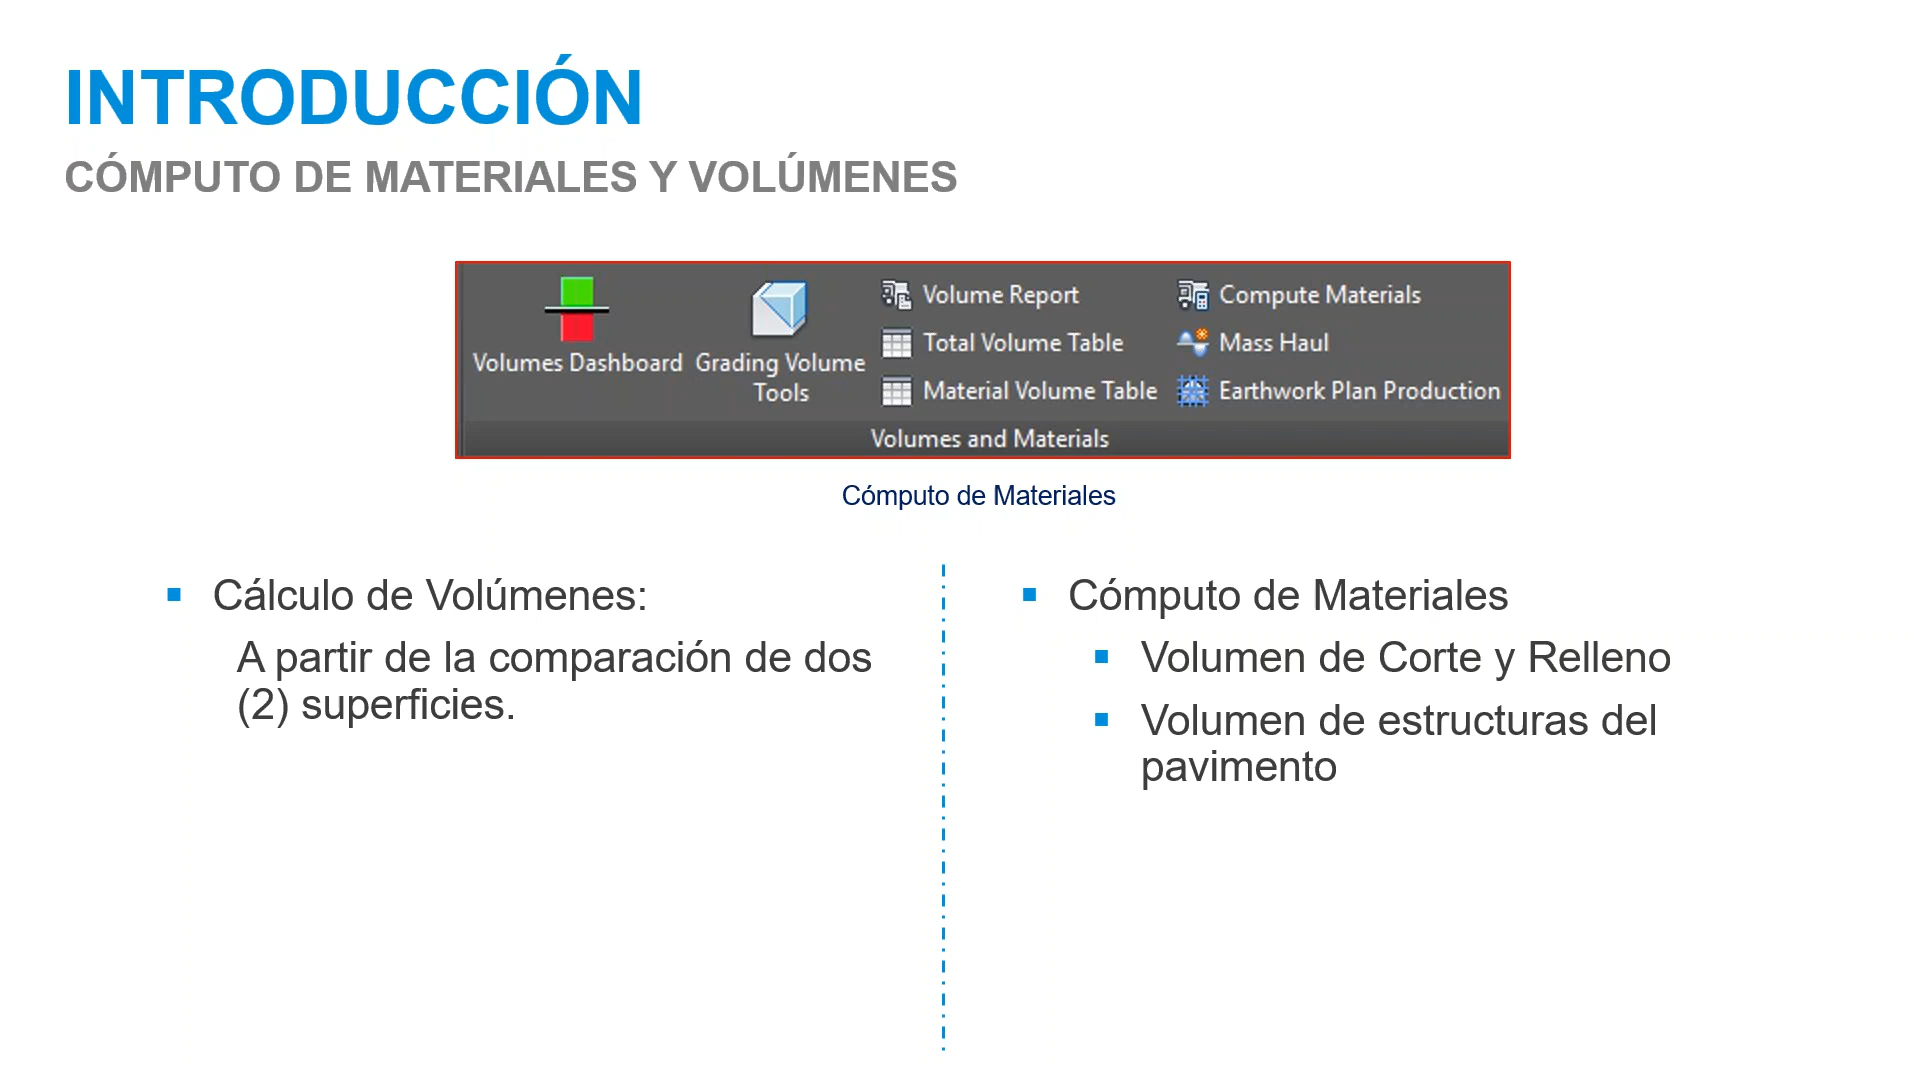 INTRODUCCIÓN
CÓMPUTO DE MATERIALES Y VOLÚMENES
Volumes Dashboard
Grading Volume
Tools
Volume Report
Total Volume Table
Material Volume Table
Compute Materials
Mass Haul
Earthwork Plan Production
Volumes and Materials
Cómputo de Materiales
▪ Cálculo de Volúmenes:
A partir de la comparación de dos
(2) superficies.
▪ Cómputo de Materiales
▪ Volumen de Corte y Relleno
▪ Volumen de estructuras del
pavimento